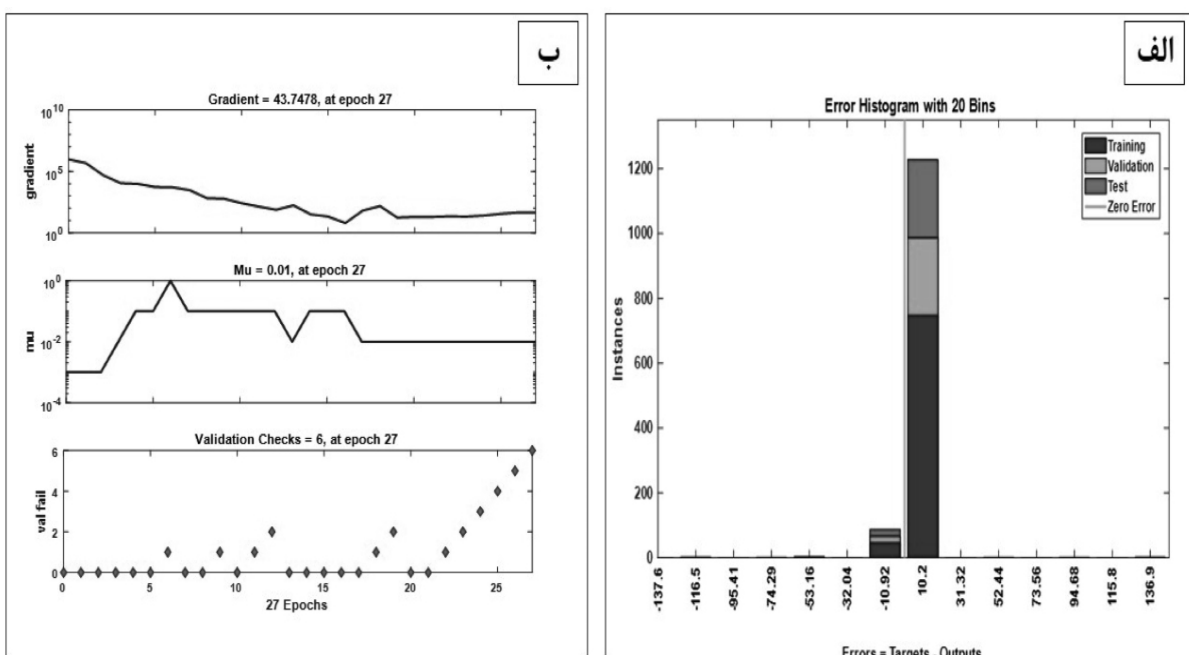 ب
Gradient = 43.7478, at epoch 27
10^10
10^5
10^0
gradient
Mu = 0.01, at epoch 27
10^0
10^-2
10^-4
mu
Validation Checks = 6, at epoch 27
6
4
2
0
val fail
0 5 10 15 20 25
27 Epochs
الف
Error Histogram with 20 Bins
Training
Validation
Test
Zero Error
1200
1000
800
600
400
200
0
Instances
-137.6 -116.5 -95.41 -74.29 -53.16 -32.04 -10.92 10.2 31.32 52.44 73.56 94.68 115.8 136.9
Errors = Targets - Outputs